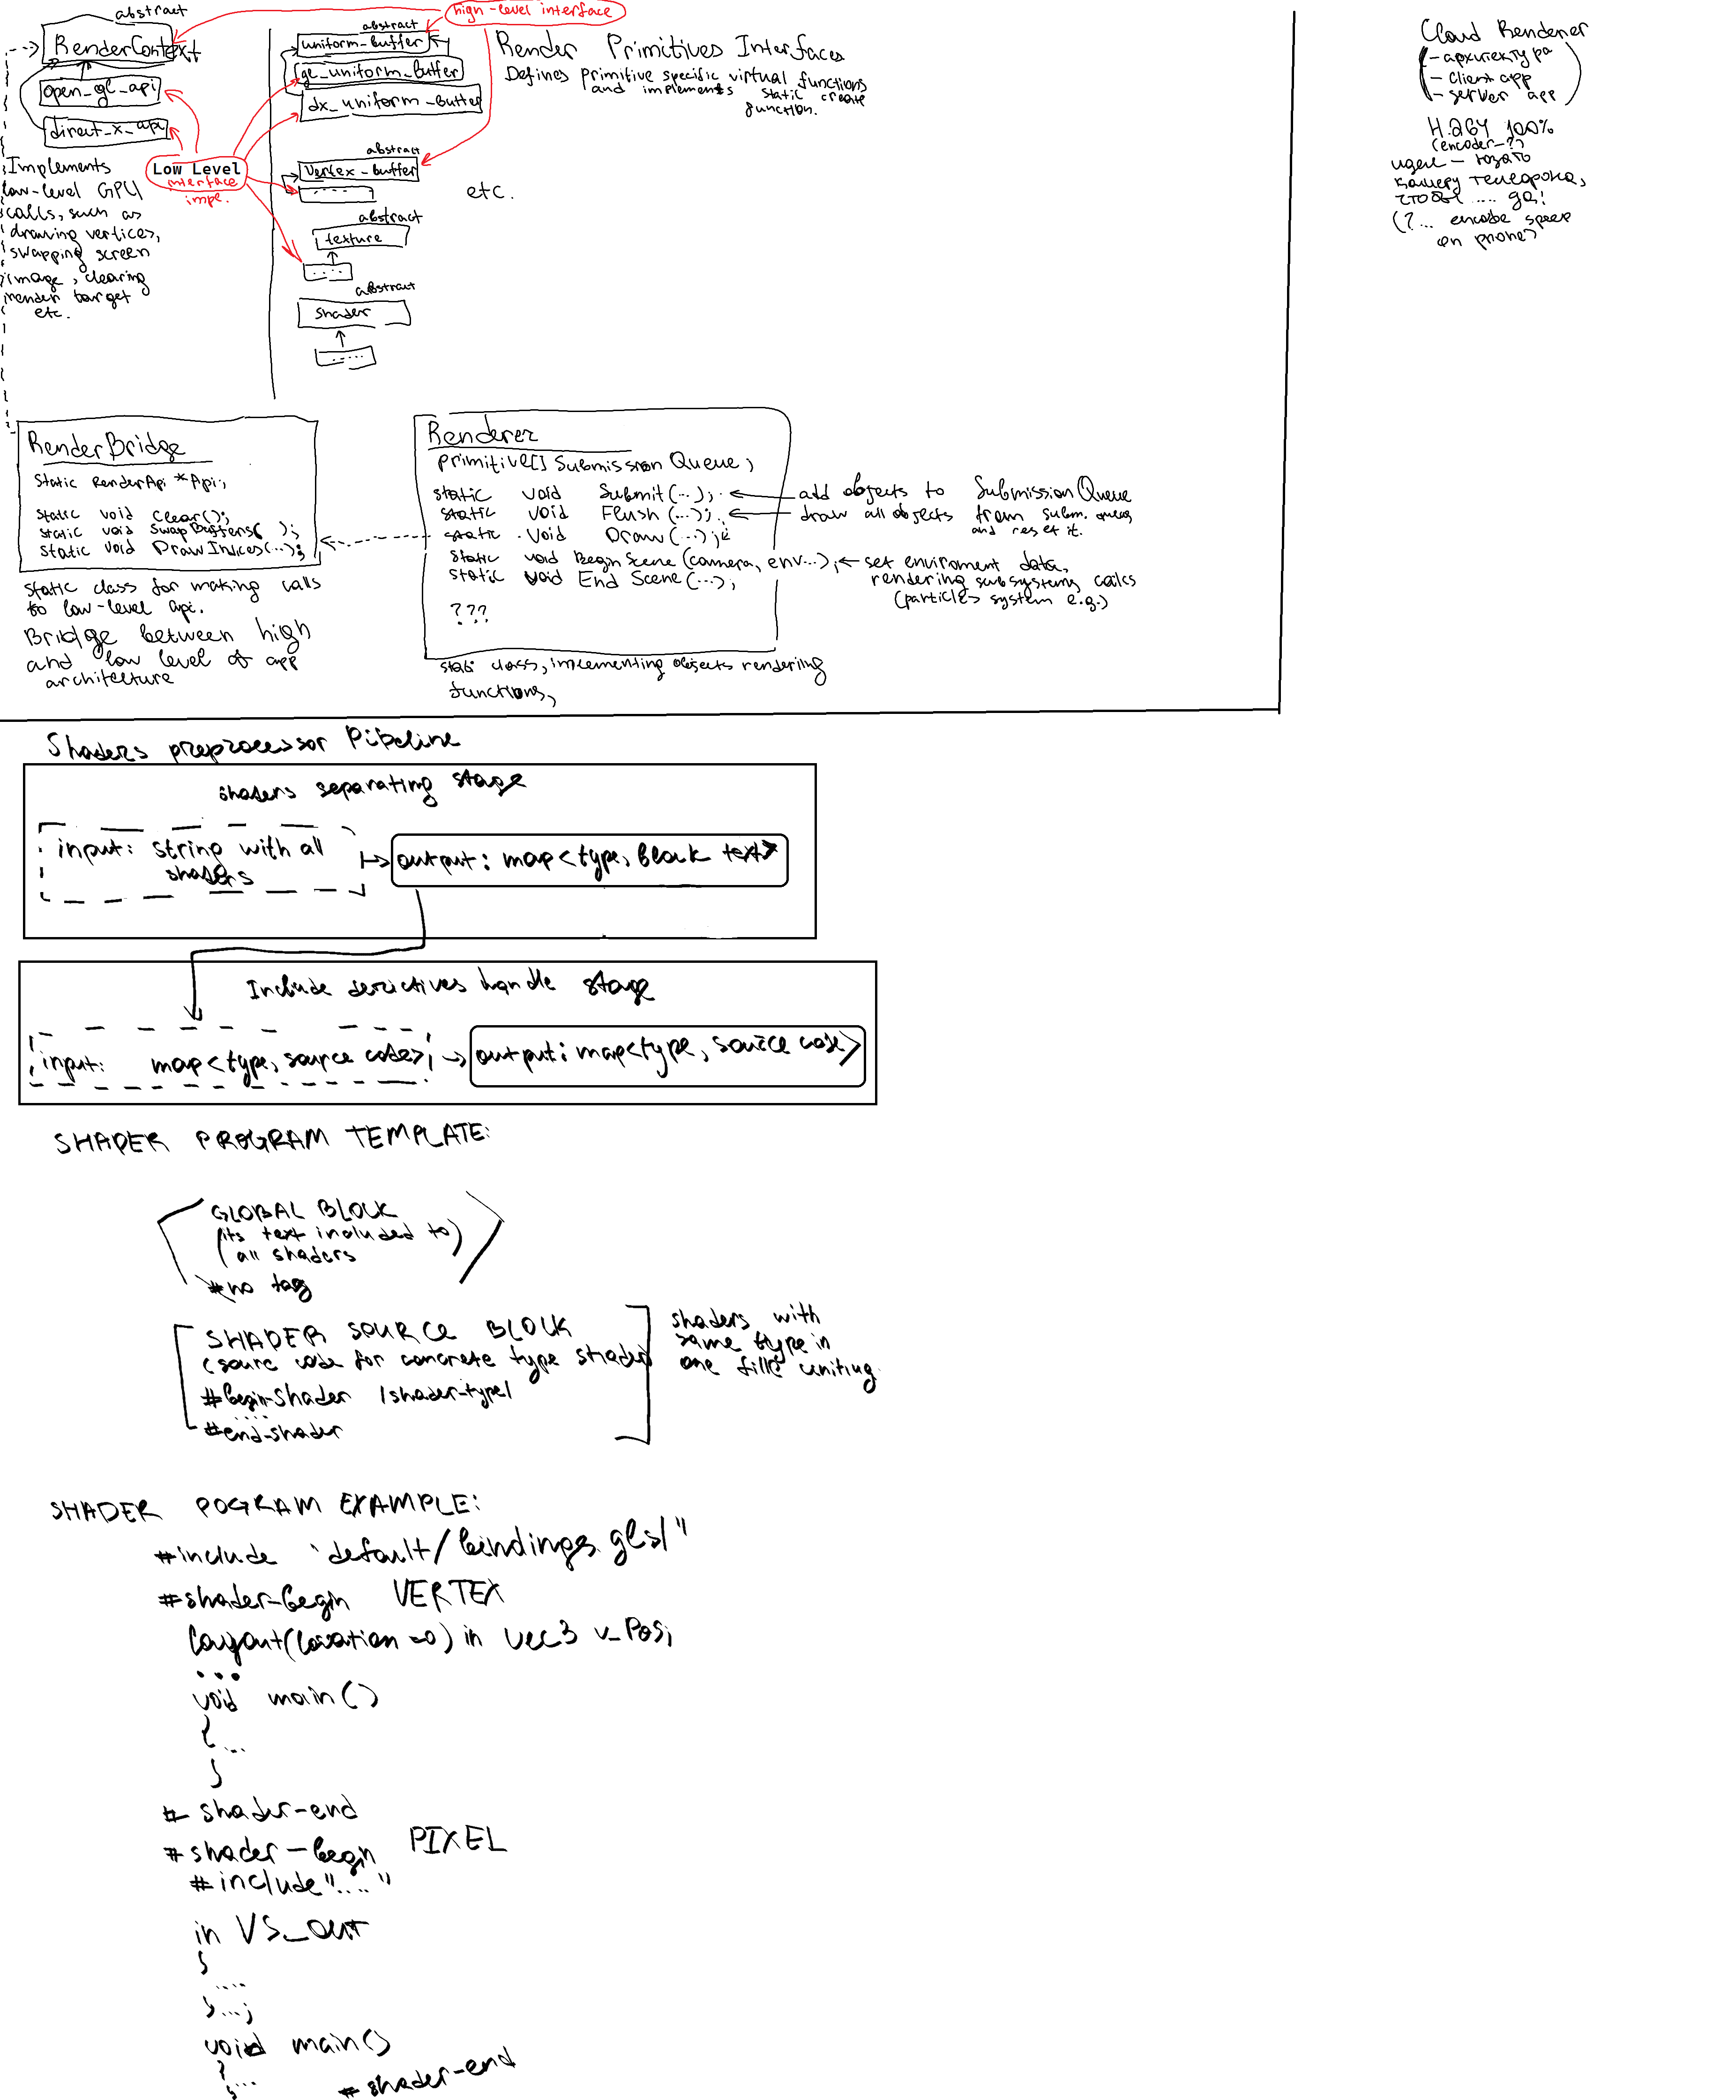 abstract
RenderContext
open_gl_api
direct_x_api
Implements
low-level GPU
calls, such as
drawing vertices,
swapping screen
image, clearing
render target
etc.
high-level interface
Low Level
interface
impl.
abstract
uniform_buffer
gl_uniform_buffer
dx_uniform_buffer
abstract
Vertex_buffer
.....
abstract
texture
.....
abstract
shader
.....
Render Primitives Interfaces
Defines primitive specific virtual functions
and implements static create
function.
etc.
Cloud Renderer
- архитектура
- client app
- server app
H.264 100%
(encoder-?)
идея - юзать
камеру телефона,
чтобы .... да!
(?... encode speed
on phone)
RenderBridge
static RenderApi *Api;
static void Clear();
static void SwapBuffers( );
static void DrawIndices(...);
static class for making calls
to low-level api.
Bridge between high
and low level of app
architecture
Renderer
primitive[] Submission Queue;
static void Submit(...); ← add objects to SubmissionQueue
static void Flush(...); ← draw all objects from subm. queue
and reset it.
static void Draw(...);
static void Begin Scene (camera, env...); ← set enviroment data,
rendering subsystems calls
(particles system e.g.)
static void End Scene(...);
???
class, implementing objects rendering
functions,
Shaders preprocessor Pipeline
shaders separating stage
input: string with all
shaders
output: map<type, block text>
Include derictives handle stage
input: map<type, source code>;
output: map<type, source code>
SHADER PROGRAM TEMPLATE:
GLOBAL BLOCK
(its text included to)
all shaders
#no tag
SHADER SOURCE BLOCK
(sourc code for concrete type shader
#begin-shader /shader-type/
.....
#end-shader
shaders with
same type in
one file uniting
SHADER POGRAM EXAMPLE:
#include "default/bindings.glsl"
#shader-begin VERTEX
layout(location =0) in vec3 v_Pos;
...
void main()
{
...
}
# shader-end
# shader-begin PIXEL
#include "...."
in VS_out
{
....
}...;
void main()
{
}...
# shader-end